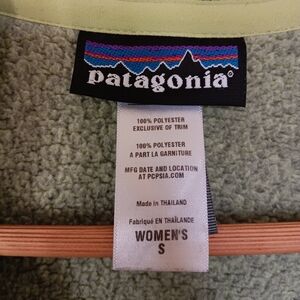 patagonia®
100% POLYESTER
EXCLUSIVE OF TRIM
100% POLYESTER
A PART LA GARNITURE
MFG DATE AND LOCATION
AT PCPSIA.COM
Made in THAILAND
Fabriqué EN THAÏLANDE
WOMEN'S
S